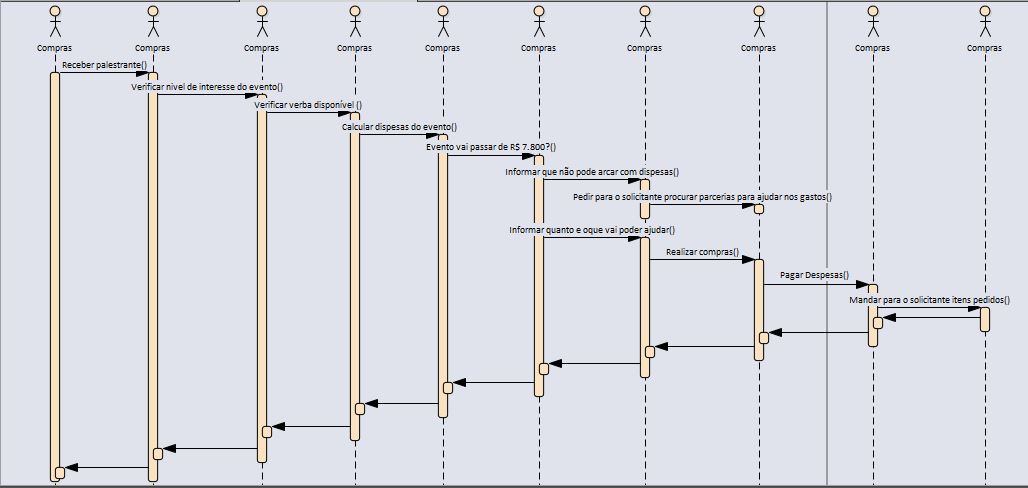 Compras Compras Compras Compras Compras Compras Compras Compras Compras Compras
Receber palestrante()
Verificar nivel de interesse do evento()
Verificar verba disponível ()
Calcular dispesas do evento()
Evento vai passar de R$ 7.800?()
Informar que não pode arcar com dispesas()
Pedir para o solicitante procurar parcerias para ajudar nos gastos()
Informar quanto e oque vai poder ajudar()
Realizar compras()
Pagar Despesas()
Mandar para o solicitante itens pedidos()